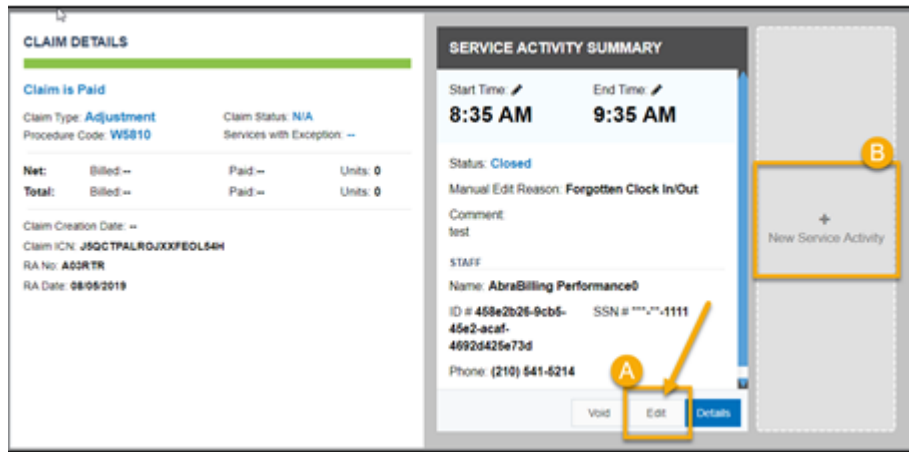 CLAIM DETAILS
Claim is Paid
Claim Type: Adjustment Claim Status: N/A
Procedure Code: W5810 Services with Exception: --
Net: Billed:-- Paid:-- Units: 0
Total: Billed:-- Paid:-- Units: 0
Claim Creation Date: --
Claim ICN: J5QCTPALROJXXFEOL54H
RA No: A03RTR
RA Date: 08/05/2019
SERVICE ACTIVITY SUMMARY
Start Time: End Time:
8:35 AM 9:35 AM
Status: Closed
Manual Edit Reason: Forgotten Clock In/Out
Comment:
test
STAFF
Name: AbraBilling Performance0
ID # 458e2b26-9cb5- SSN # ***-**-1111
45e2-acaf-
4692d425e73d
Phone: (210) 541-5214
A
Void Edit Details
B
+
New Service Activity